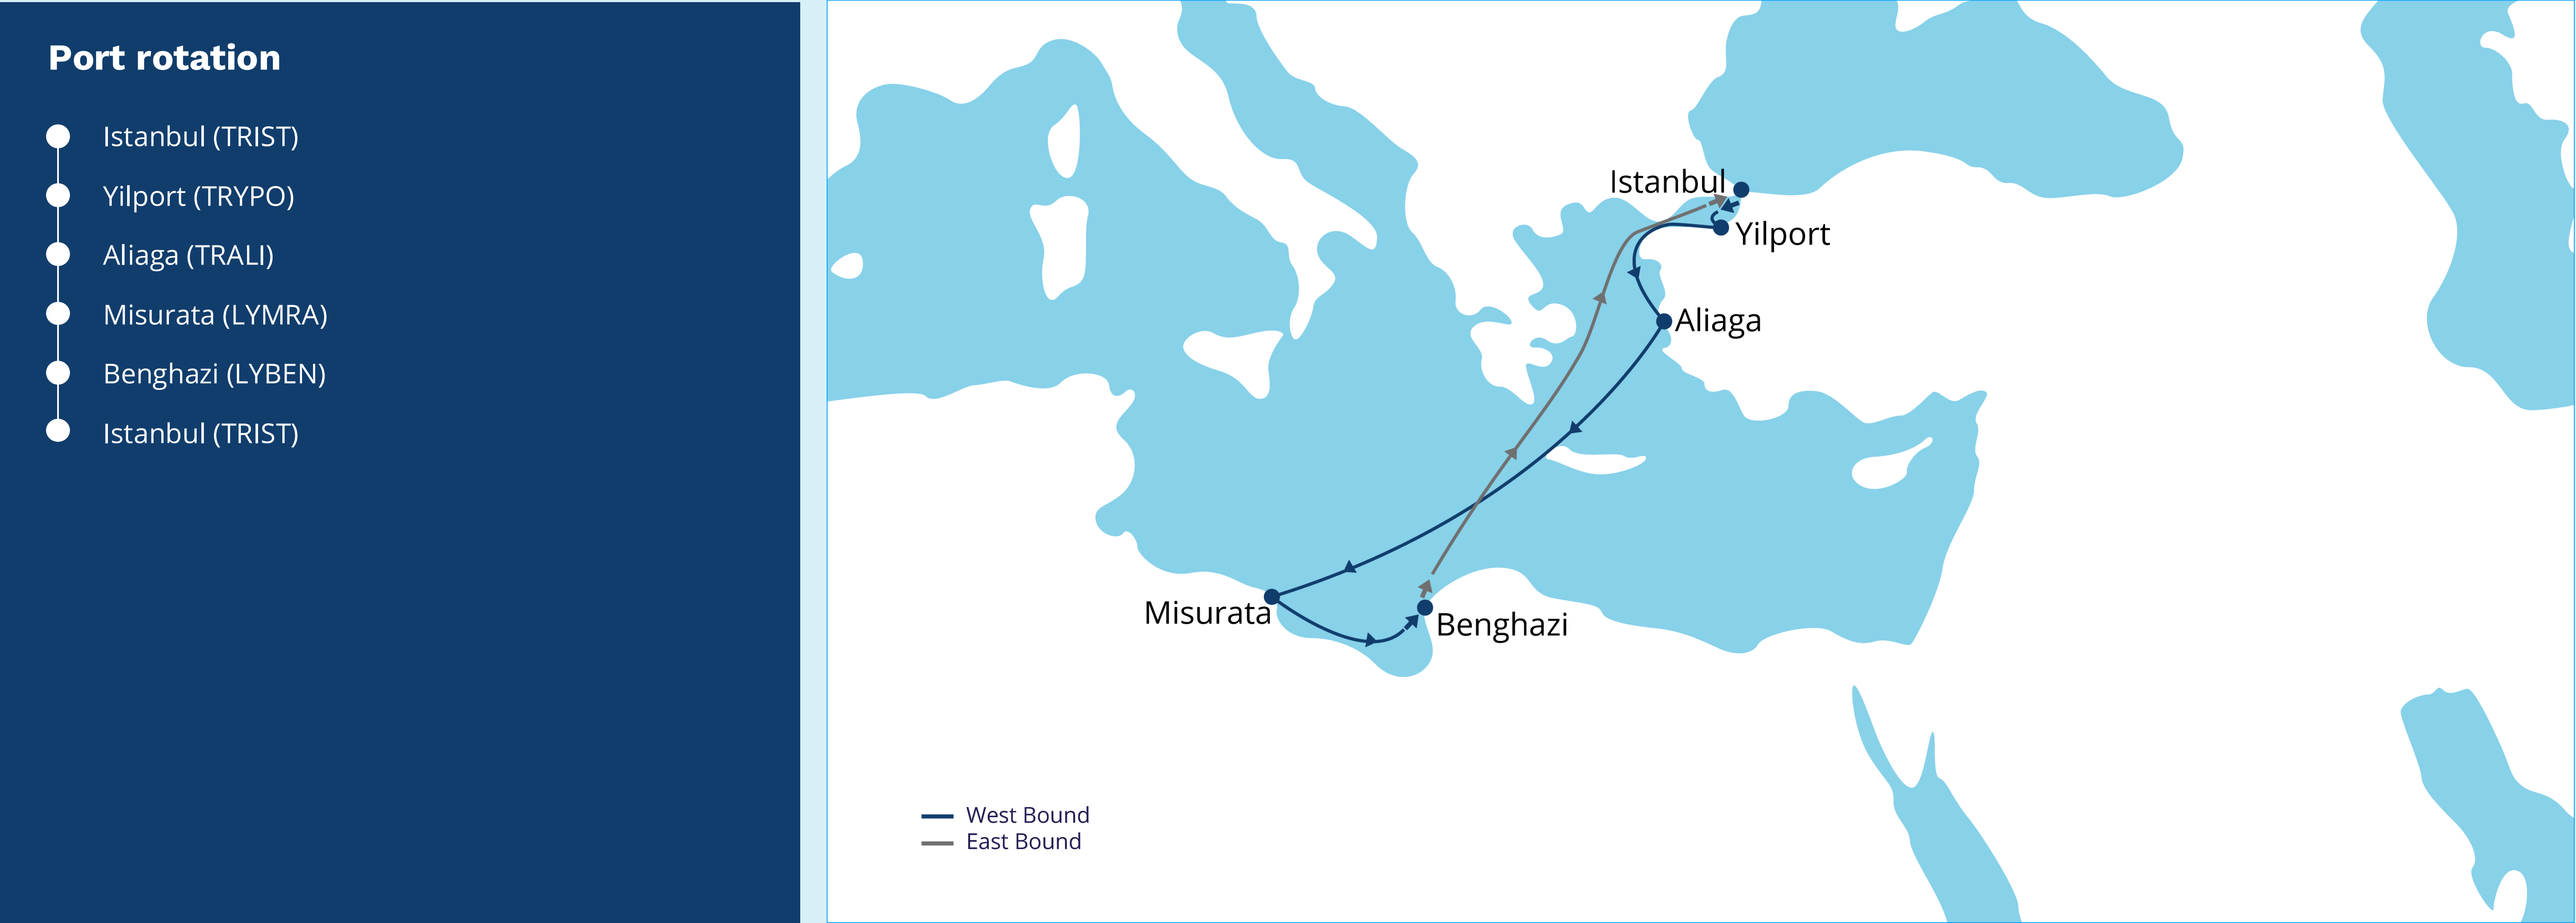 Port rotation
Istanbul (TRIST)
Yilport (TRYPO)
Aliaga (TRALI)
Misurata (LYMRA)
Benghazi (LYBEN)
Istanbul (TRIST)
Istanbul
Yilport
Aliaga
Misurata
Benghazi
West Bound
East Bound